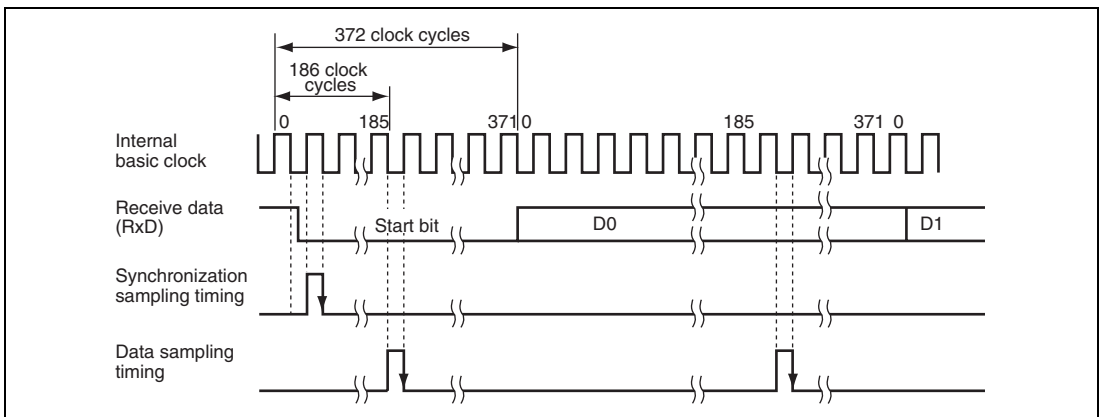 372 clock cycles
186 clock
cycles
0 185 371 0 185 371 0
Internal
basic clock
Receive data
(RxD)
Start bit D0 D1
Synchronization
sampling timing
Data sampling
timing